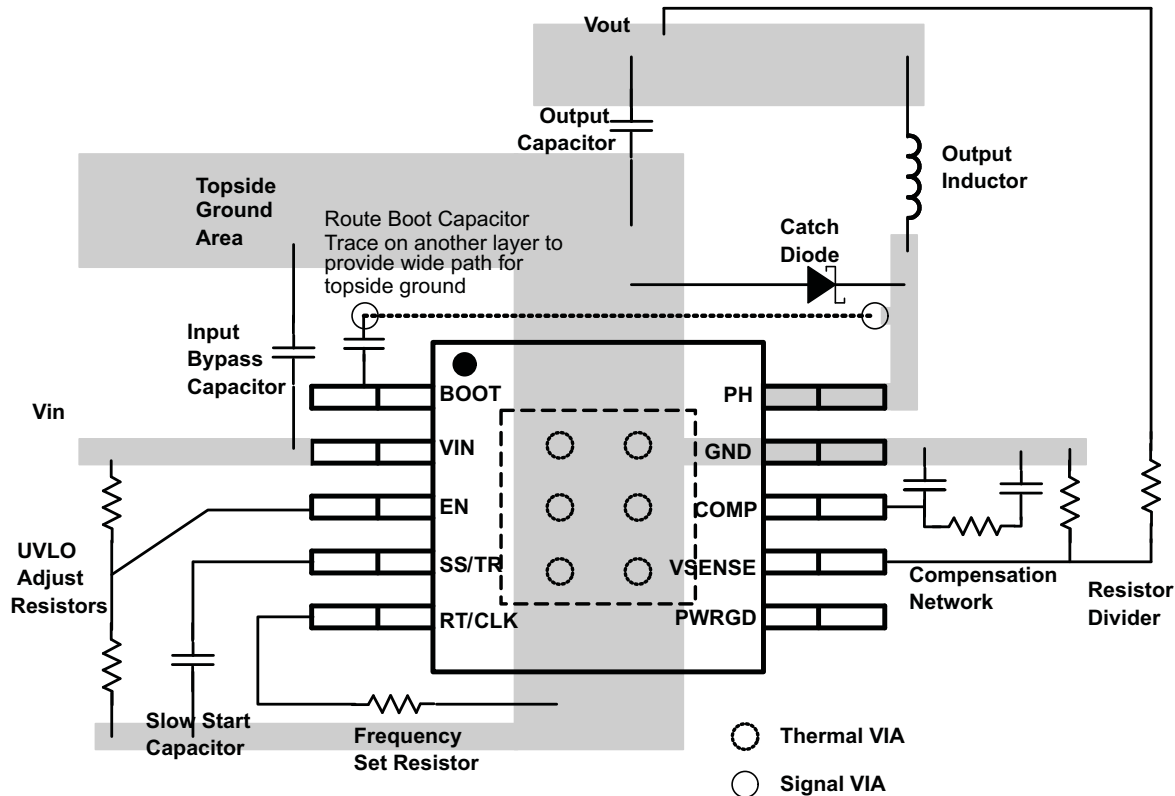 Vout
Output
Capacitor
Output
Inductor
Topside
Ground
Area
Route Boot Capacitor
Trace on another layer to
provide wide path for
topside ground
Catch
Diode
Input
Bypass
Capacitor
Vin
BOOT
VIN
EN
SS/TR
RT/CLK
PH
GND
COMP
VSENSE
PWRGD
UVLO
Adjust
Resistors
Compensation
Network
Resistor
Divider
Slow Start
Capacitor
Frequency
Set Resistor
Thermal VIA
Signal VIA